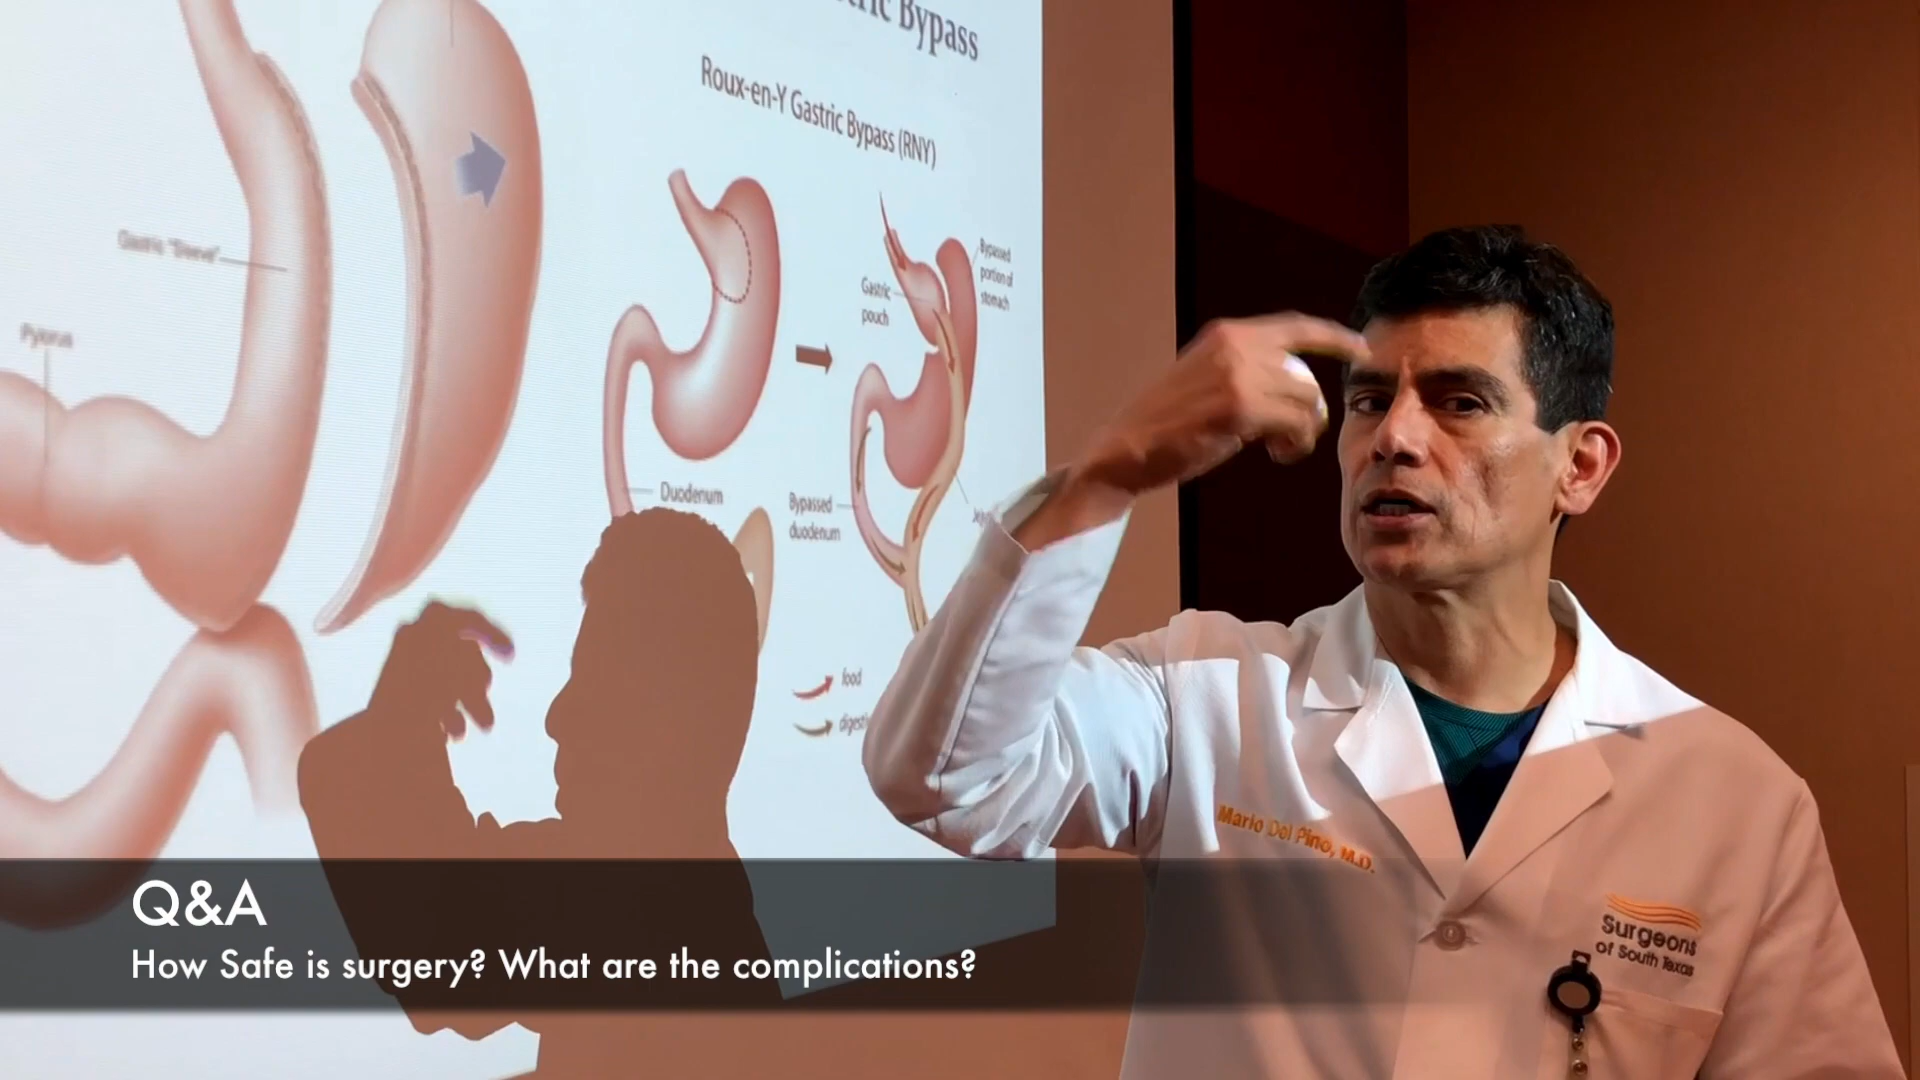 Bypass
Roux-en-Y Gastric Bypass (RNY)
Gastric "Sleeve"
Pylorus
Bypassed
portion of
stomach
Gastric
pouch
Duodenum
Bypassed
duodenum
food
Mario Del Pino, M.D.
Surgeons
of South Texas
Q&A
How Safe is surgery? What are the complications?